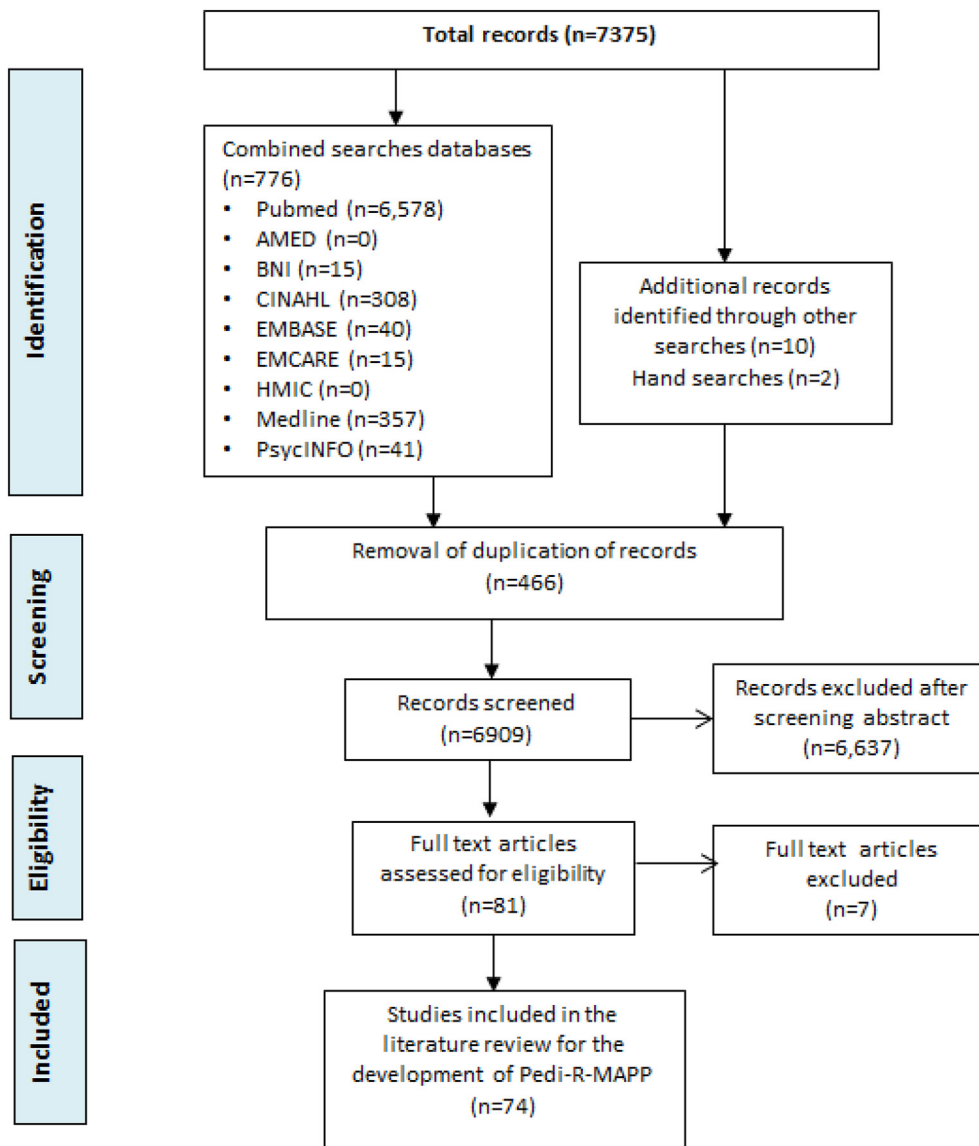 Total records (n=7375)
Identification
Combined searches databases
(n=776)
• Pubmed (n=6,578)
• AMED (n=0)
• BNI (n=15)
• CINAHL (n=308)
• EMBASE (n=40)
• EMCARE (n=15)
• HMIC (n=0)
• Medline (n=357)
• PsycINFO (n=41)
Additional records
identified through other
searches (n=10)
Hand searches (n=2)
Screening
Removal of duplication of records
(n=466)
Records screened
(n=6909)
Records excluded after
screening abstract
(n=6,637)
Eligibility
Full text articles
assessed for eligibility
(n=81)
Full text articles
excluded
(n=7)
Included
Studies included in the
literature review for the
development of Pedi-R-MAPP
(n=74)